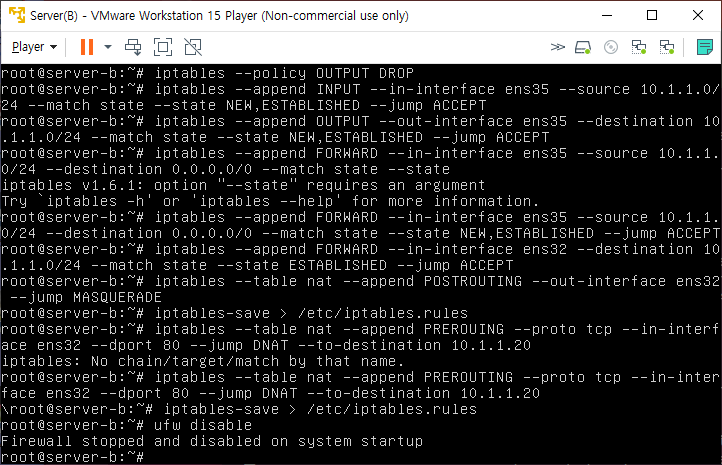 Server(B) - VMware Workstation 15 Player (Non-commercial use only)
Player
root@server-b:~# iptables --policy OUTPUT DROP
root@server-b:~# iptables --append INPUT --in-interface ens35 --source 10.1.1.0/
24 --match state --state NEW,ESTABLISHED --jump ACCEPT
root@server-b:~# iptables --append OUTPUT --out-interface ens35 --destination 10
.1.1.0/24 --match state --state NEW,ESTABLISHED --jump ACCEPT
root@server-b:~# iptables --append FORWARD --in-interface ens35 --source 10.1.1.
0/24 --destination 0.0.0.0/0 --match state --state
iptables v1.6.1: option "--state" requires an argument
Try `iptables -h' or 'iptables --help' for more information.
root@server-b:~# iptables --append FORWARD --in-interface ens35 --source 10.1.1.
0/24 --destination 0.0.0.0/0 --match state --state NEW,ESTABLISHED --jump ACCEPT
root@server-b:~# iptables --append FORWARD --in-interface ens32 --destination 10
.1.1.0/24 --match state --state ESTABLISHED --jump ACCEPT
root@server-b:~# iptables --table nat --append POSTROUTING --out-interface ens32
 --jump MASQUERADE
root@server-b:~# iptables-save > /etc/iptables.rules
root@server-b:~# iptables --table nat --append PREROUING --proto tcp --in-interf
ace ens32 --dport 80 --jump DNAT --to-destination 10.1.1.20
iptables: No chain/target/match by that name.
root@server-b:~# iptables --table nat --append PREROUTING --proto tcp --in-inter
face ens32 --dport 80 --jump DNAT --to-destination 10.1.1.20
\root@server-b:~# iptables-save > /etc/iptables.rules
root@server-b:~# ufw disable
Firewall stopped and disabled on system startup
root@server-b:~#